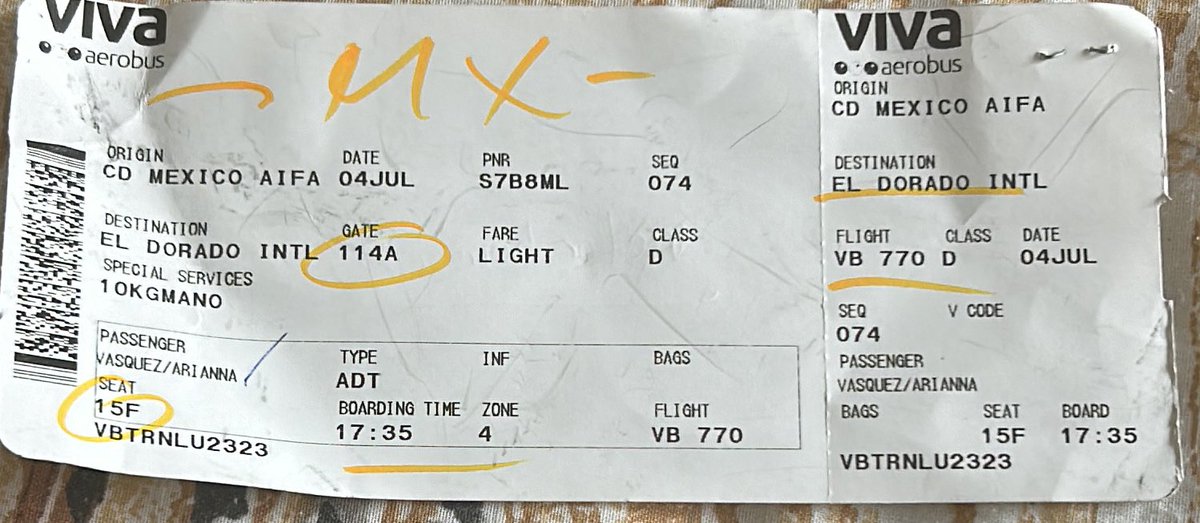 viva
aerobus
- MX -
ORIGIN DATE PNR SEQ
CD MEXICO AIFA 04JUL S7B8ML 074
DESTINATION GATE FARE CLASS
EL DORADO INTL 114A LIGHT D
SPECIAL SERVICES
10KGMANO
PASSENGER
VASQUEZ/ARIANNA
TYPE INF BAGS
ADT
SEAT BOARDING TIME ZONE FLIGHT
15F 17:35 4 VB 770
VBTRNLU2323
viva
aerobus
ORIGIN
CD MEXICO AIFA
DESTINATION
EL DORADO INTL
FLIGHT CLASS DATE
VB 770 D 04JUL
SEQ V CODE
074
PASSENGER
VASQUEZ/ARIANNA
BAGS SEAT BOARD
15F 17:35
VBTRNLU2323